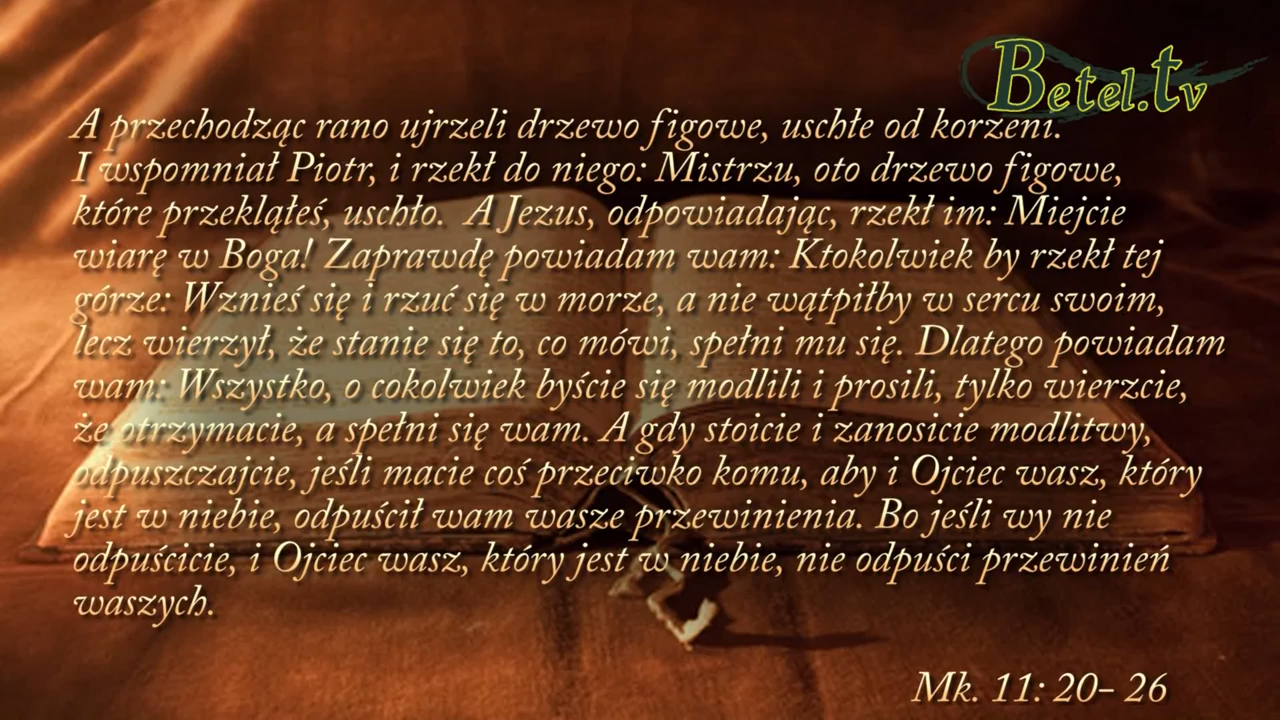 Betel.tv
A przechodząc rano ujrzeli drzewo figowe, uschłe od korzeni.
I wspomniał Piotr, i rzekł do niego: Mistrzu, oto drzewo figowe,
które przekląłeś, uschło. A Jezus, odpowiadając, rzekł im: Miejcie
wiarę w Boga! Zaprawdę powiadam wam: Ktokolwiek by rzekł tej
górze: Wznieś się i rzuć się w morze, a nie wątpiłby w sercu swoim,
lecz wierzył, że stanie się to, co mówi, spełni mu się. Dlatego powiadam
wam: Wszystko, o cokolwiek byście się modlili i prosili, tylko wierzcie,
że otrzymacie, a spełni się wam. A gdy stoicie i zanosicie modlitwy,
odpuszczajcie, jeśli macie coś przeciwko komu, aby i Ojciec wasz, który
jest w niebie, odpuścił wam wasze przewinienia. Bo jeśli wy nie
odpuścicie, i Ojciec wasz, który jest w niebie, nie odpuści przewinień
waszych.
Mk. 11: 20- 26